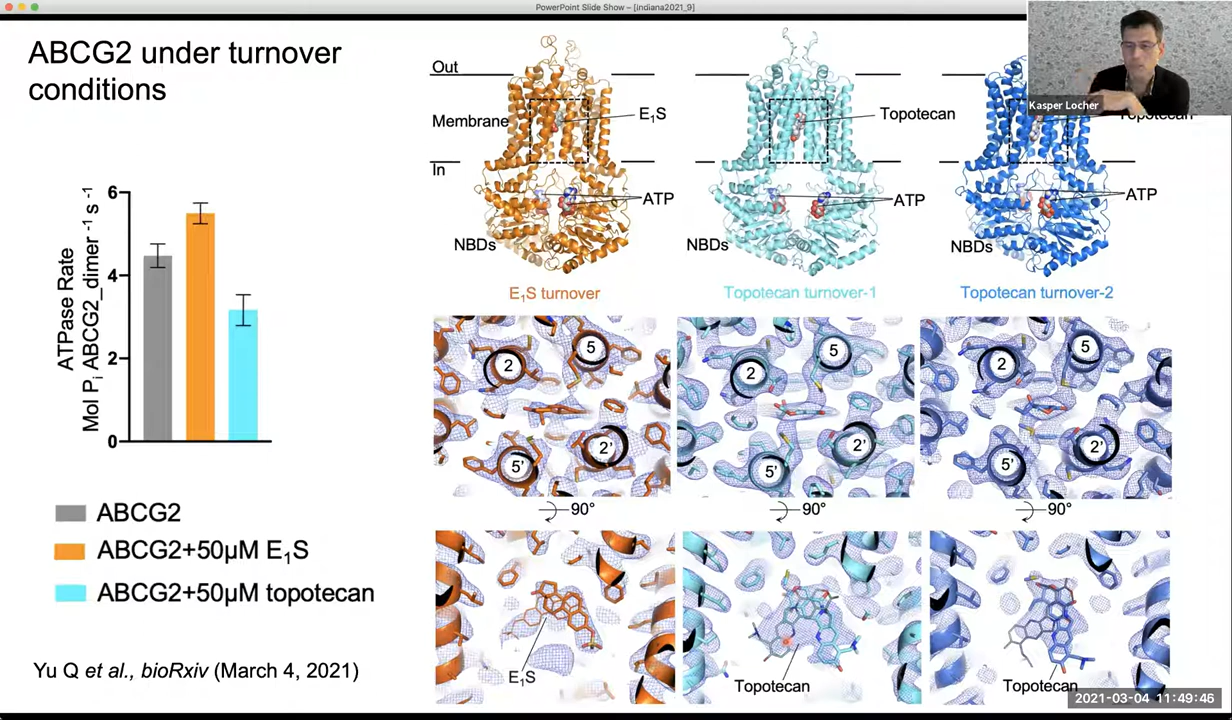 PowerPoint Slide Show – [indiana2021_9]
ABCG2 under turnover
conditions
Kasper Locher
Out
Membrane
In
E₁S
ATP
NBDs
E₁S turnover
Topotecan
ATP
NBDs
Topotecan turnover-1
Topotecan
ATP
NBDs
Topotecan turnover-2
ATPase Rate
Mol Pᵢ ABCG2_dimer ⁻¹ s ⁻¹
6
4
2
0
ABCG2
ABCG2+50µM E₁S
ABCG2+50µM topotecan
2
5
5'
2'
2
5
5'
2'
2
5
5'
2'
90°
90°
90°
E₁S
Topotecan
Topotecan
Yu Q et al., bioRxiv (March 4, 2021)
2021-03-04 11:49:46